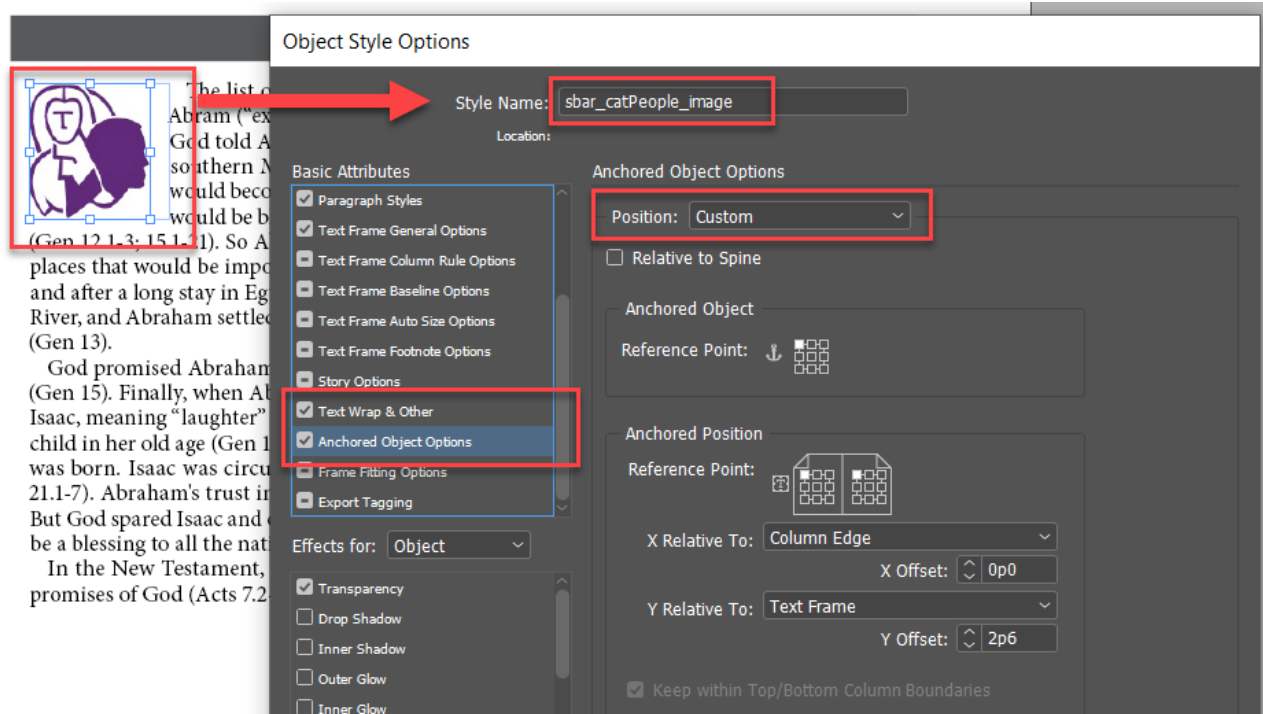 Object Style Options
Style Name: sbar_catPeople_image
Location:
Basic Attributes
Paragraph Styles
Text Frame General Options
Text Frame Column Rule Options
Text Frame Baseline Options
Text Frame Auto Size Options
Text Frame Footnote Options
Story Options
Text Wrap & Other
Anchored Object Options
Frame Fitting Options
Export Tagging
Effects for: Object
Transparency
Drop Shadow
Inner Shadow
Outer Glow
Inner Glow
Anchored Object Options
Position: Custom
Relative to Spine
Anchored Object
Reference Point:
Anchored Position
Reference Point:
X Relative To: Column Edge
X Offset: 0p0
Y Relative To: Text Frame
Y Offset: 2p6
Keep within Top/Bottom Column Boundaries
The list
Abram (“ex
God told A
southern
would beco
would be b
(Gen 12.1-3; 15.1-21). So A
places that would be impo
and after a long stay in Eg
River, and Abraham settled
(Gen 13).
God promised Abraham
(Gen 15). Finally, when Ab
Isaac, meaning “laughter”
child in her old age (Gen 1
was born. Isaac was circu
21.1-7). Abraham's trust in
But God spared Isaac and
be a blessing to all the nati
In the New Testament,
promises of God (Acts 7.2-